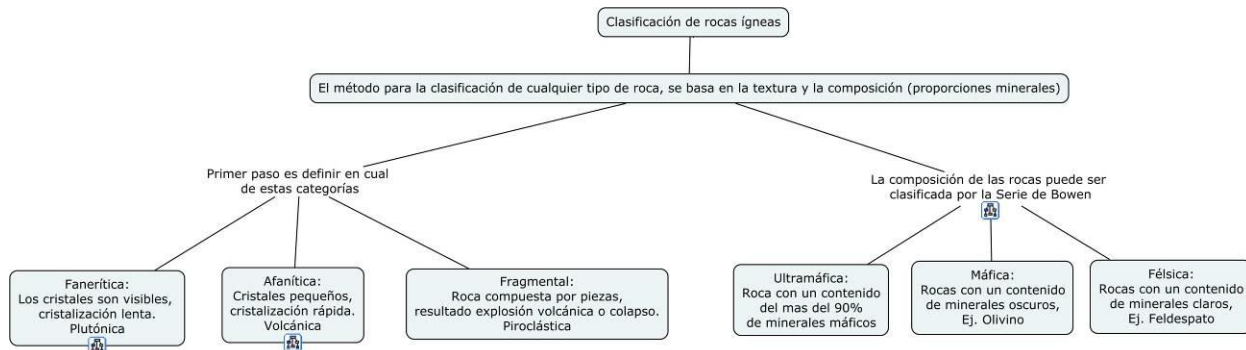 Clasificación de rocas ígneas
El método para la clasificación de cualquier tipo de roca, se basa en la textura y la composición (proporciones minerales)
Primer paso es definir en cual
de estas categorías
La composición de las rocas puede ser
clasificada por la Serie de Bowen
Fanerítica:
Los cristales son visibles,
cristalización lenta.
Plutónica
Afanítica:
Cristales pequeños,
cristalización rápida.
Volcánica
Fragmental:
Roca compuesta por piezas,
resultado explosión volcánica o colapso.
Piroclástica
Ultramáfica:
Roca con un contenido
del mas del 90%
de minerales máficos
Máfica:
Rocas con un contenido
de minerales oscuros,
Ej. Olivino
Félsica:
Rocas con un contenido
de minerales claros,
Ej. Feldespato